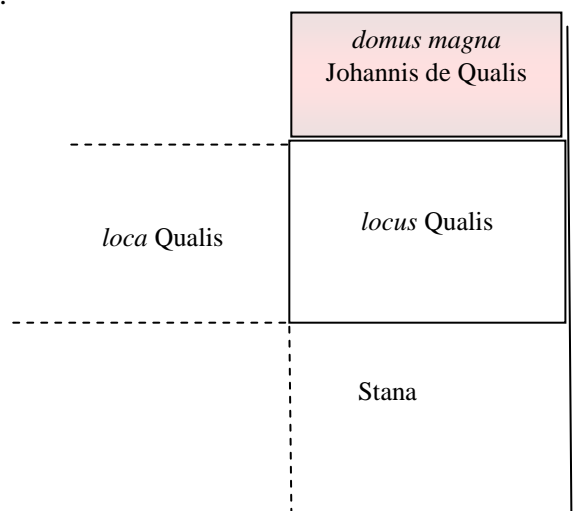 .
domus magna
Johannis de Qualis
locus Qualis
loca Qualis
Stana